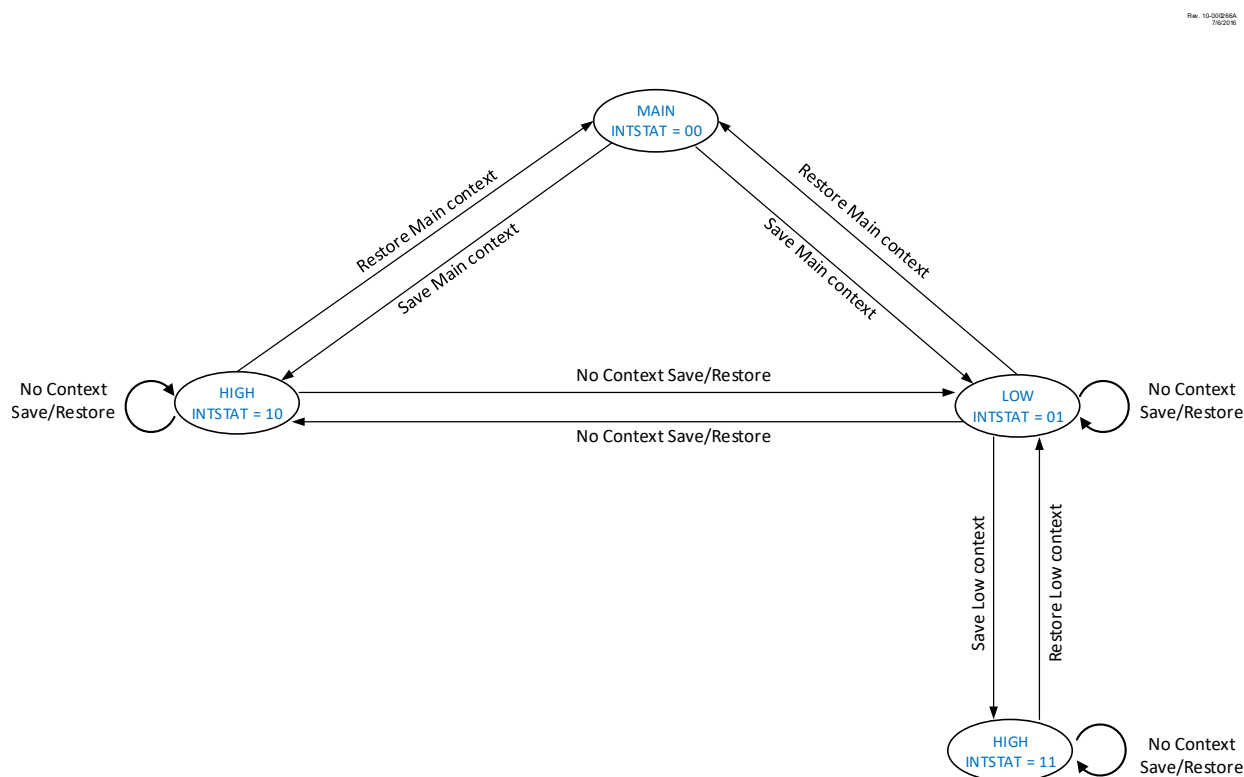 Rev. 10-000266A
7/6/2016
MAIN
INTSTAT = 00
Restore Main context
Save Main context
Save Main context
Restore Main context
No Context
Save/Restore
HIGH
INTSTAT = 10
No Context Save/Restore
No Context Save/Restore
LOW
INTSTAT = 01
No Context
Save/Restore
Save Low context
Restore Low context
HIGH
INTSTAT = 11
No Context
Save/Restore